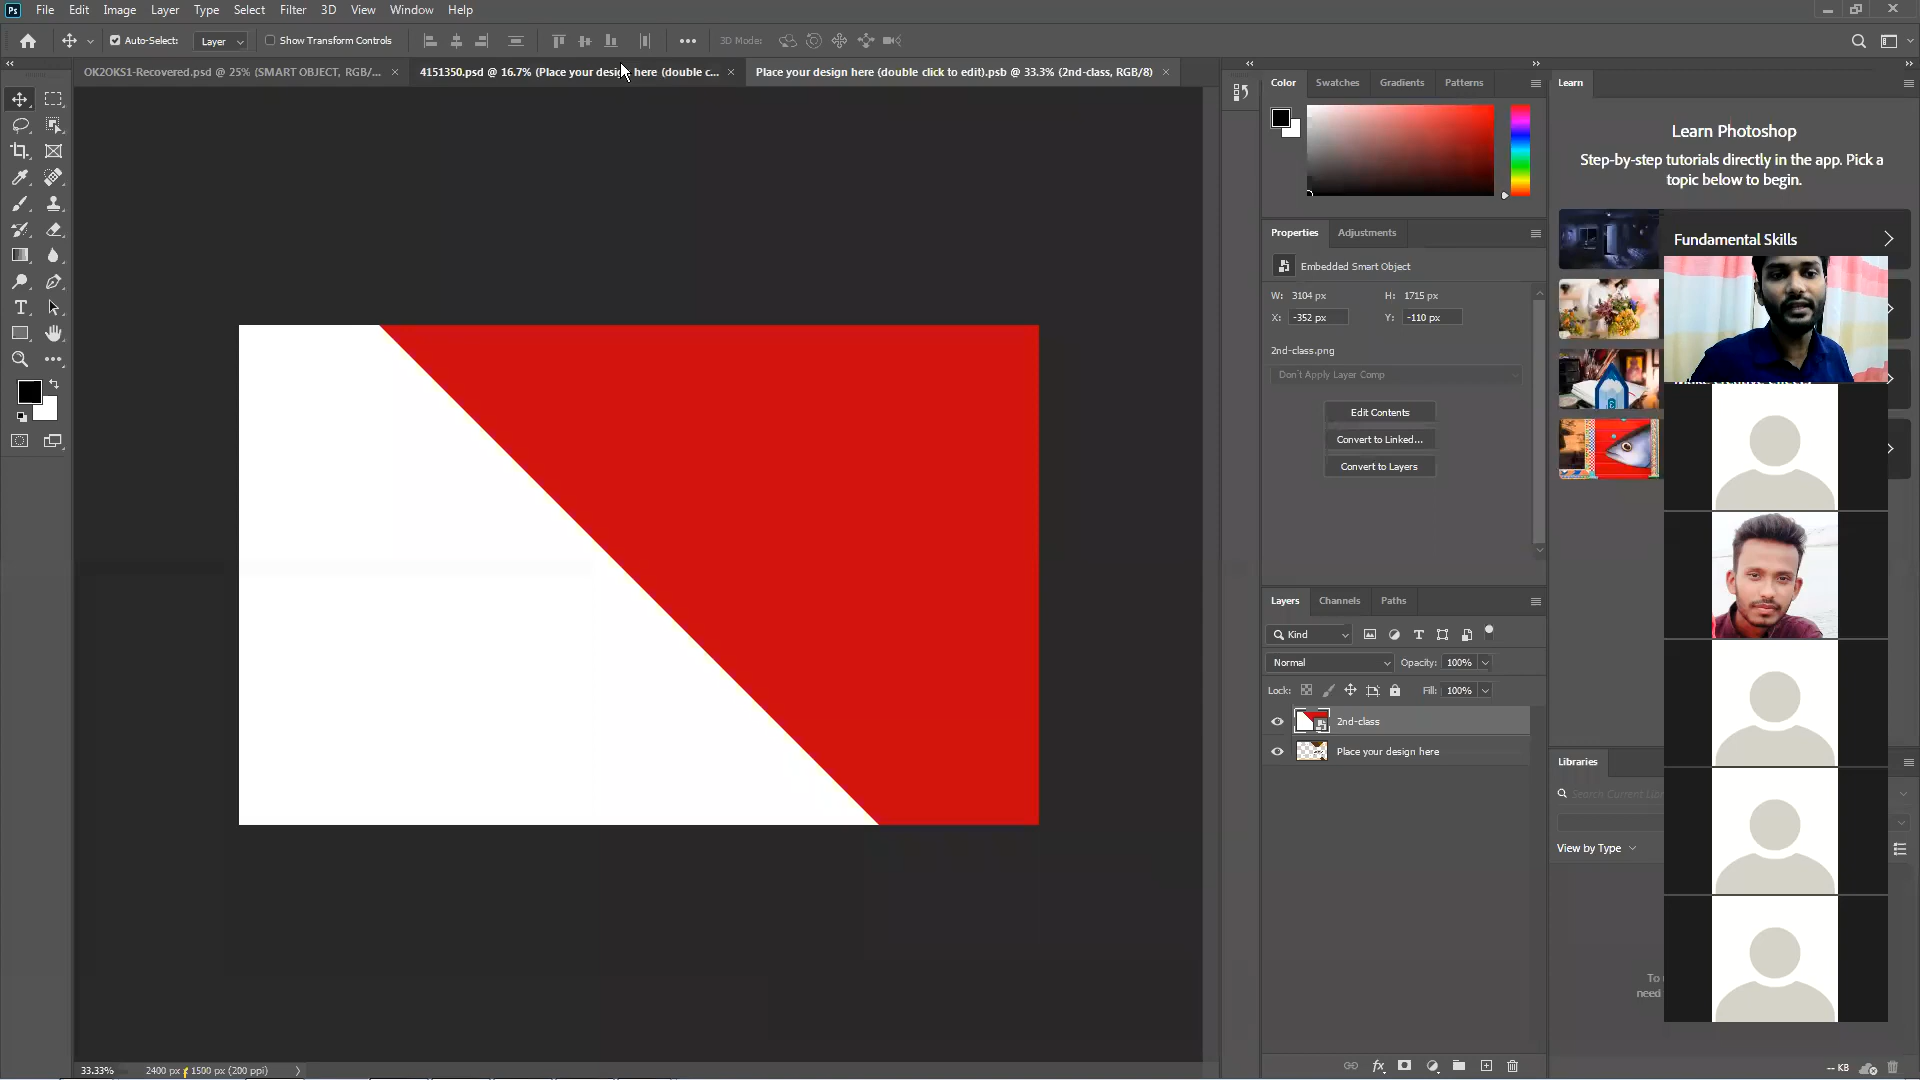 Ps File Edit Image Layer Type Select Filter 3D View Window Help
Auto-Select: Layer Show Transform Controls 3D Mode:
OK2OKS1-Recovered.psd @ 25% (SMART OBJECT, RGB/...
4151350.psd @ 16.7% (Place your design here (double c...
Place your design here (double click to edit).psb @ 33.3% (2nd-class, RGB/8)
Color Swatches Gradients Patterns
Learn
Learn Photoshop
Step-by-step tutorials directly in the app. Pick a
topic below to begin.
Fundamental Skills
Properties Adjustments
Embedded Smart Object
W: 3104 px H: 1715 px
X: -352 px Y: -110 px
2nd-class.png
Don't Apply Layer Comp
Edit Contents
Convert to Linked...
Convert to Layers
Layers Channels Paths
Kind
Normal Opacity: 100%
Lock: Fill: 100%
2nd-class
Place your design here
Libraries
Search Current
View by Type
To
need
33.33% 2400 px x 1500 px (200 ppi)
-- KB